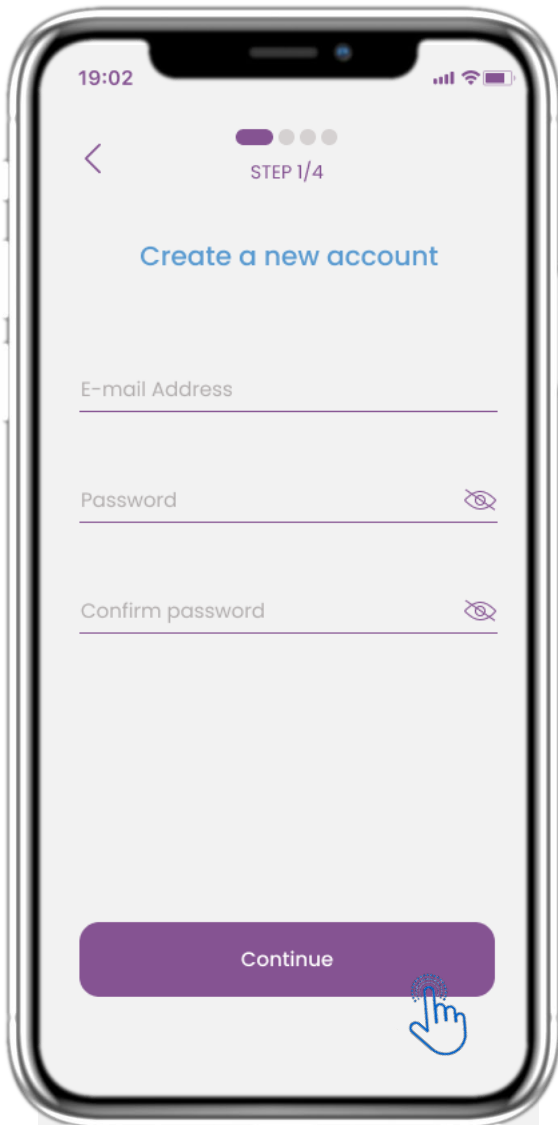 19:02
STEP 1/4
Create a new account
E-mail Address
Password
Confirm password
Continue